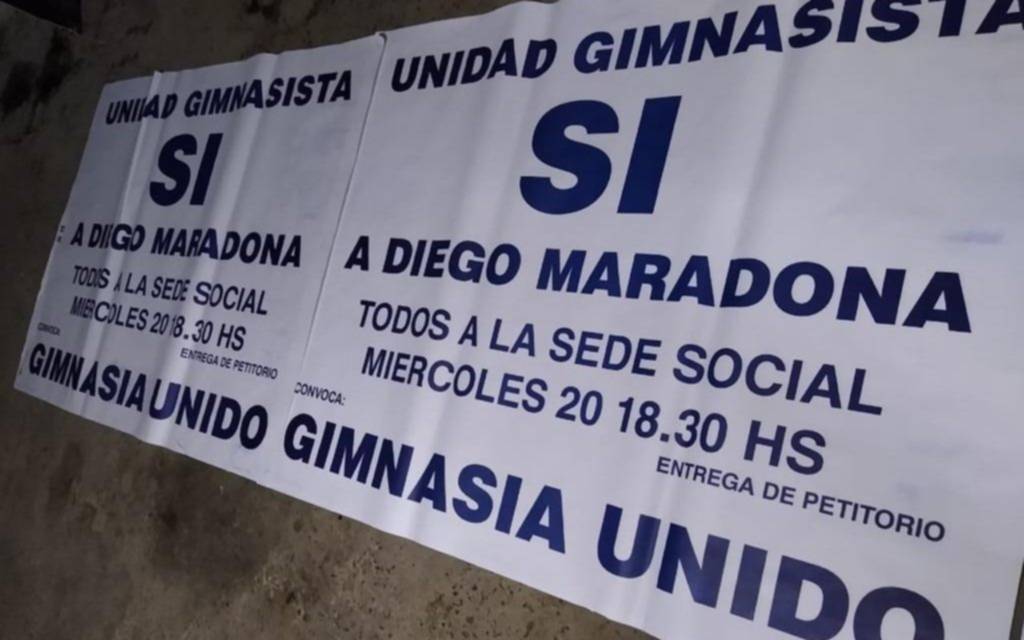 UNIDAD GIMNASISTA
SI
A DIEGO MARADONA
TODOS A LA SEDE SOCIAL
MIERCOLES 20 18.30 HS
ENTREGA DE PETITORIO
CONVOCA:
GIMNASIA UNIDO
UNIDAD GIMNASISTA
SI
A DIEGO MARADONA
TODOS A LA SEDE SOCIAL
MIERCOLES 20 18.30 HS
ENTREGA DE PETITORIO
CONVOCA:
GIMNASIA UNIDO